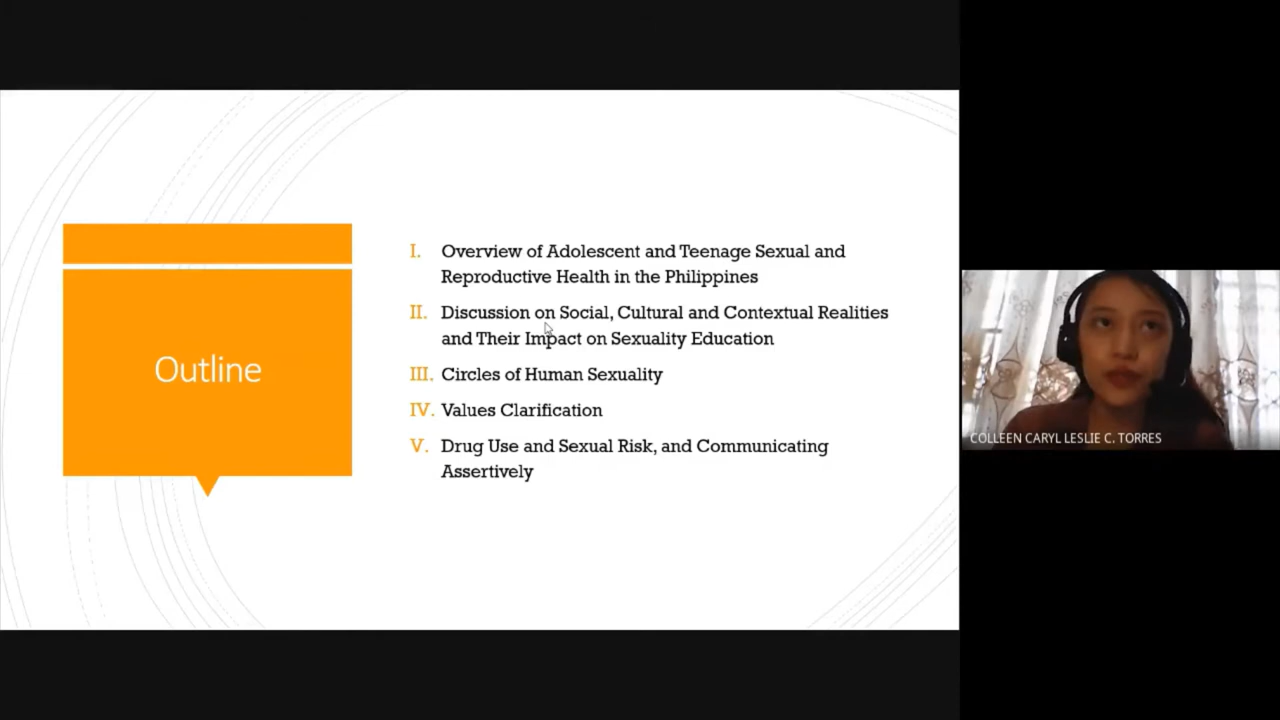 Outline
I. Overview of Adolescent and Teenage Sexual and
Reproductive Health in the Philippines
II. Discussion on Social, Cultural and Contextual Realities
and Their Impact on Sexuality Education
III. Circles of Human Sexuality
IV. Values Clarification
V. Drug Use and Sexual Risk, and Communicating
Assertively
COLLEEN CARYL LESLIE C. TORRES